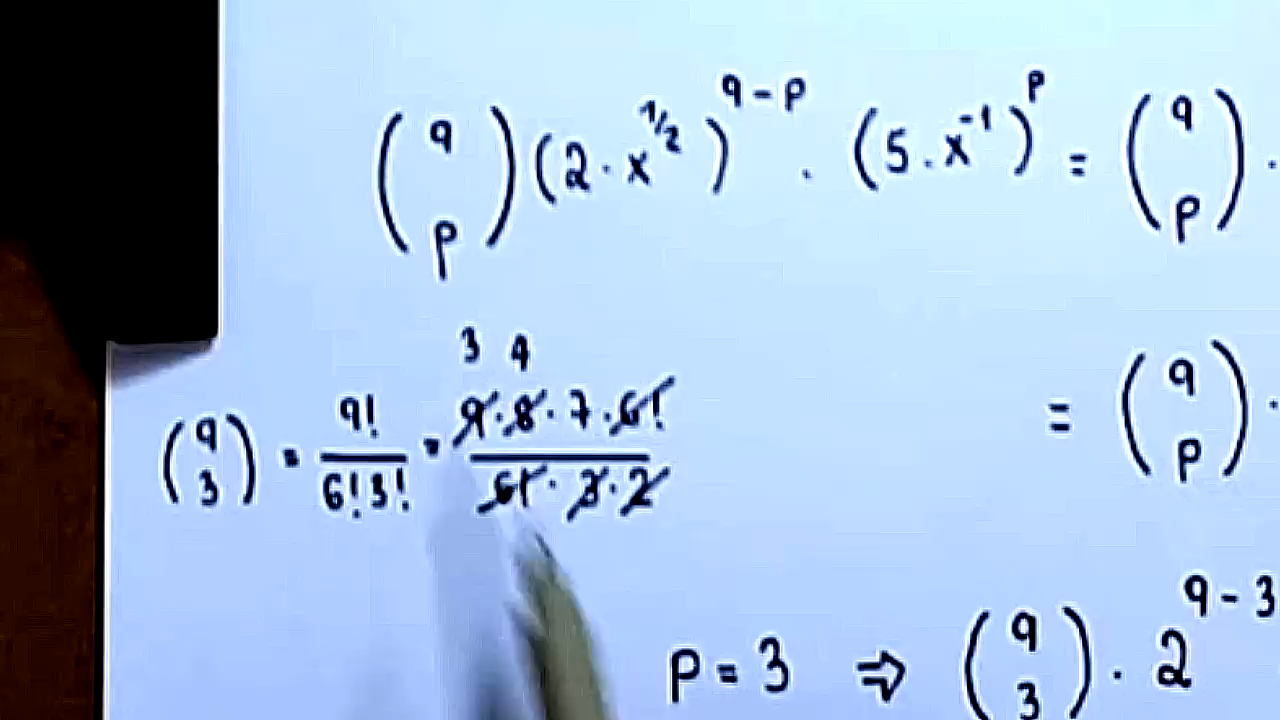 (9 p) (2 · x^1/2)^9-p · (5 . x^-1)^p = (9 p) ·
3 4
(9 3) = 9! / 6! 3! = 9 · 8 · 7 · 6! / 6! · 3 · 2
= (9 p) ·
p = 3 ⇒ (9 3) · 2^9-3